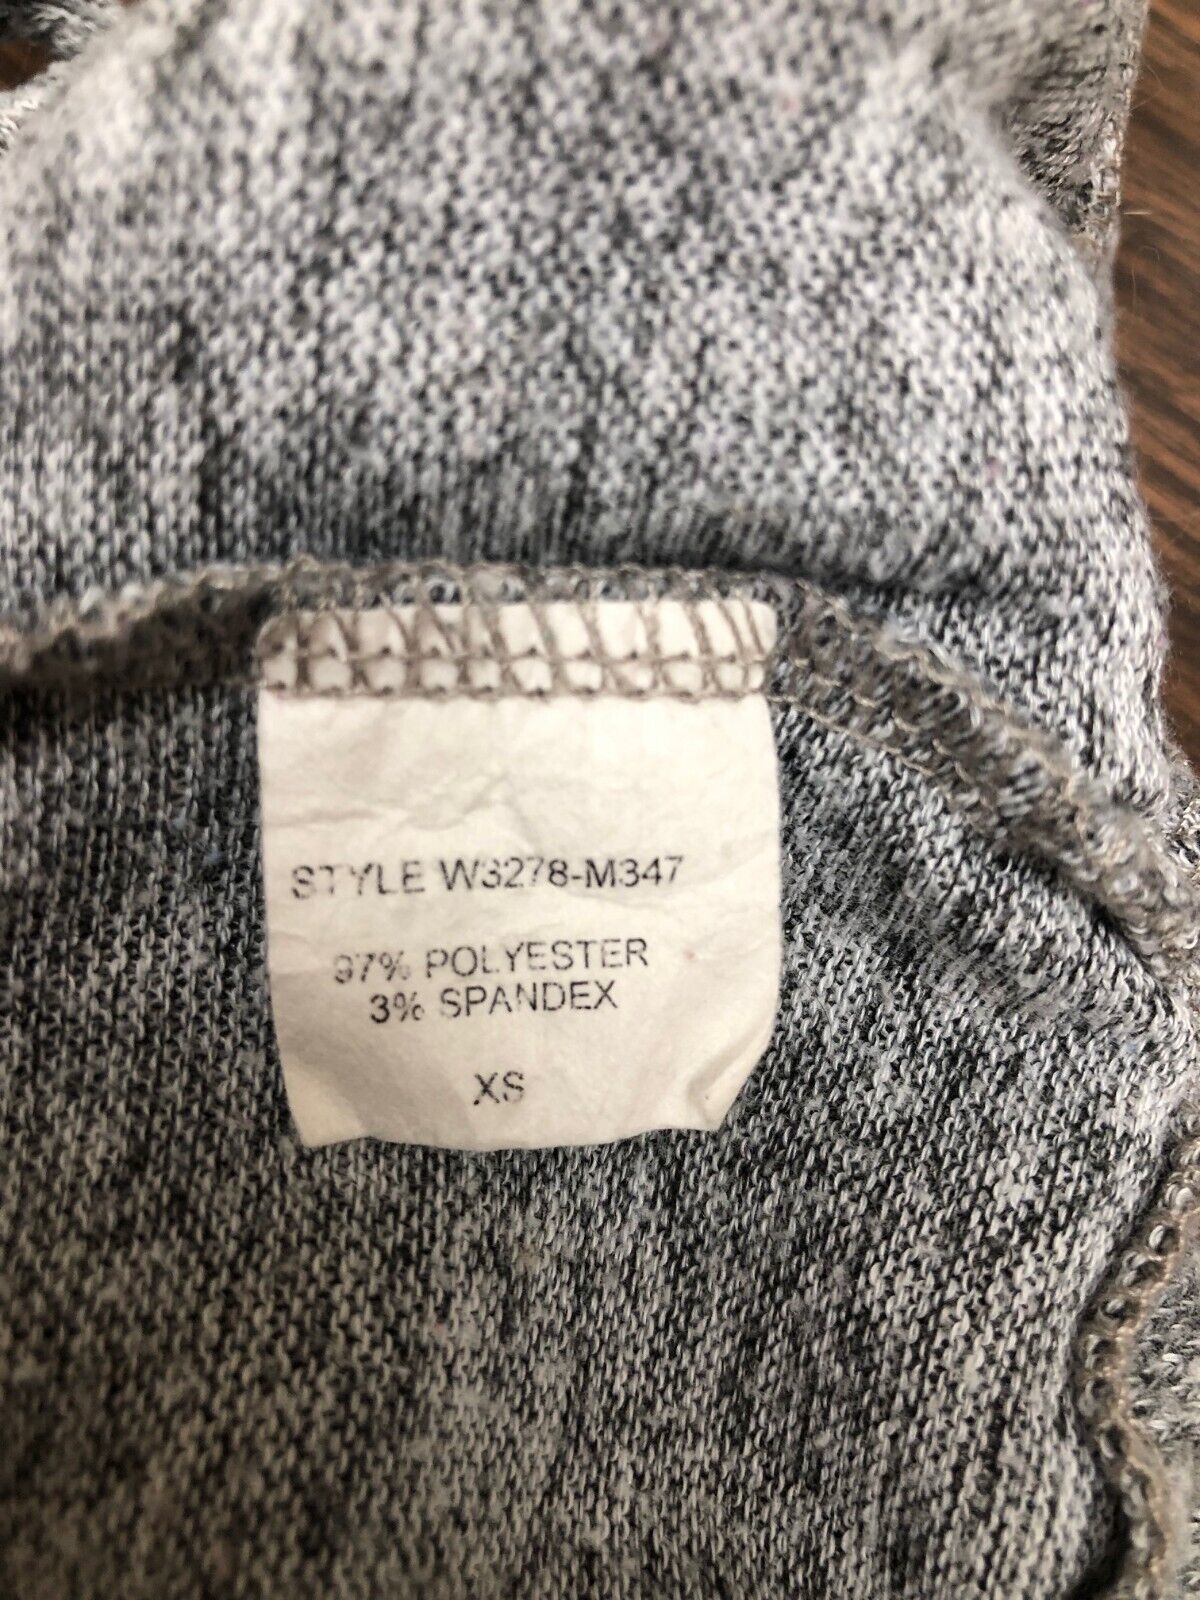 STYLE W3278-M347
97% POLYESTER
3% SPANDEX
XS